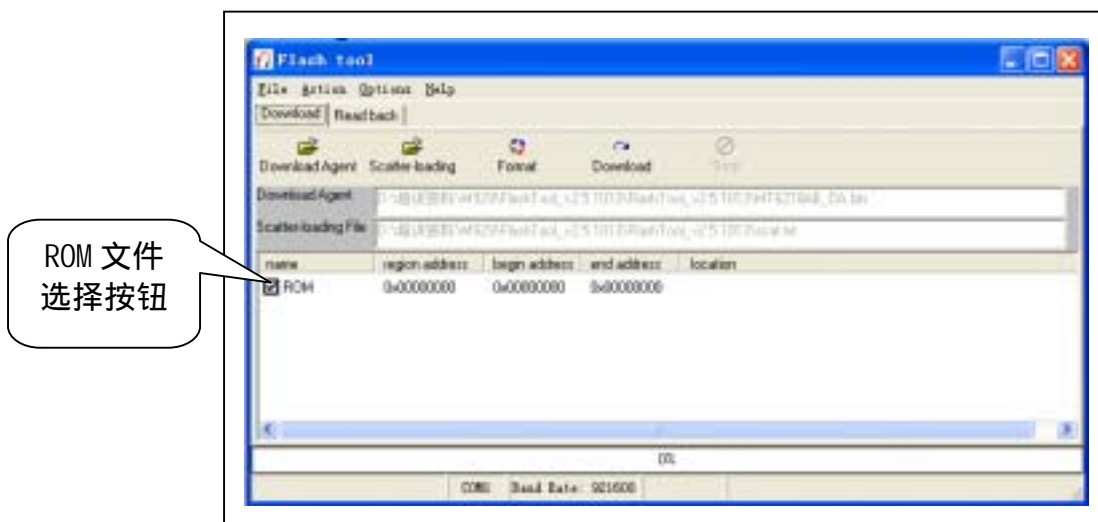 Flash tool
File Action Options Help
Download Read back
Download Agent Scatter-loading Format Download Stop
Download Agent
Scatter-loading File
name region address begin address end address location
ROM 0x00000000 0x00000000 0x00000000
ROM 文件
选择按钮
0%
Baud Rate: 921600